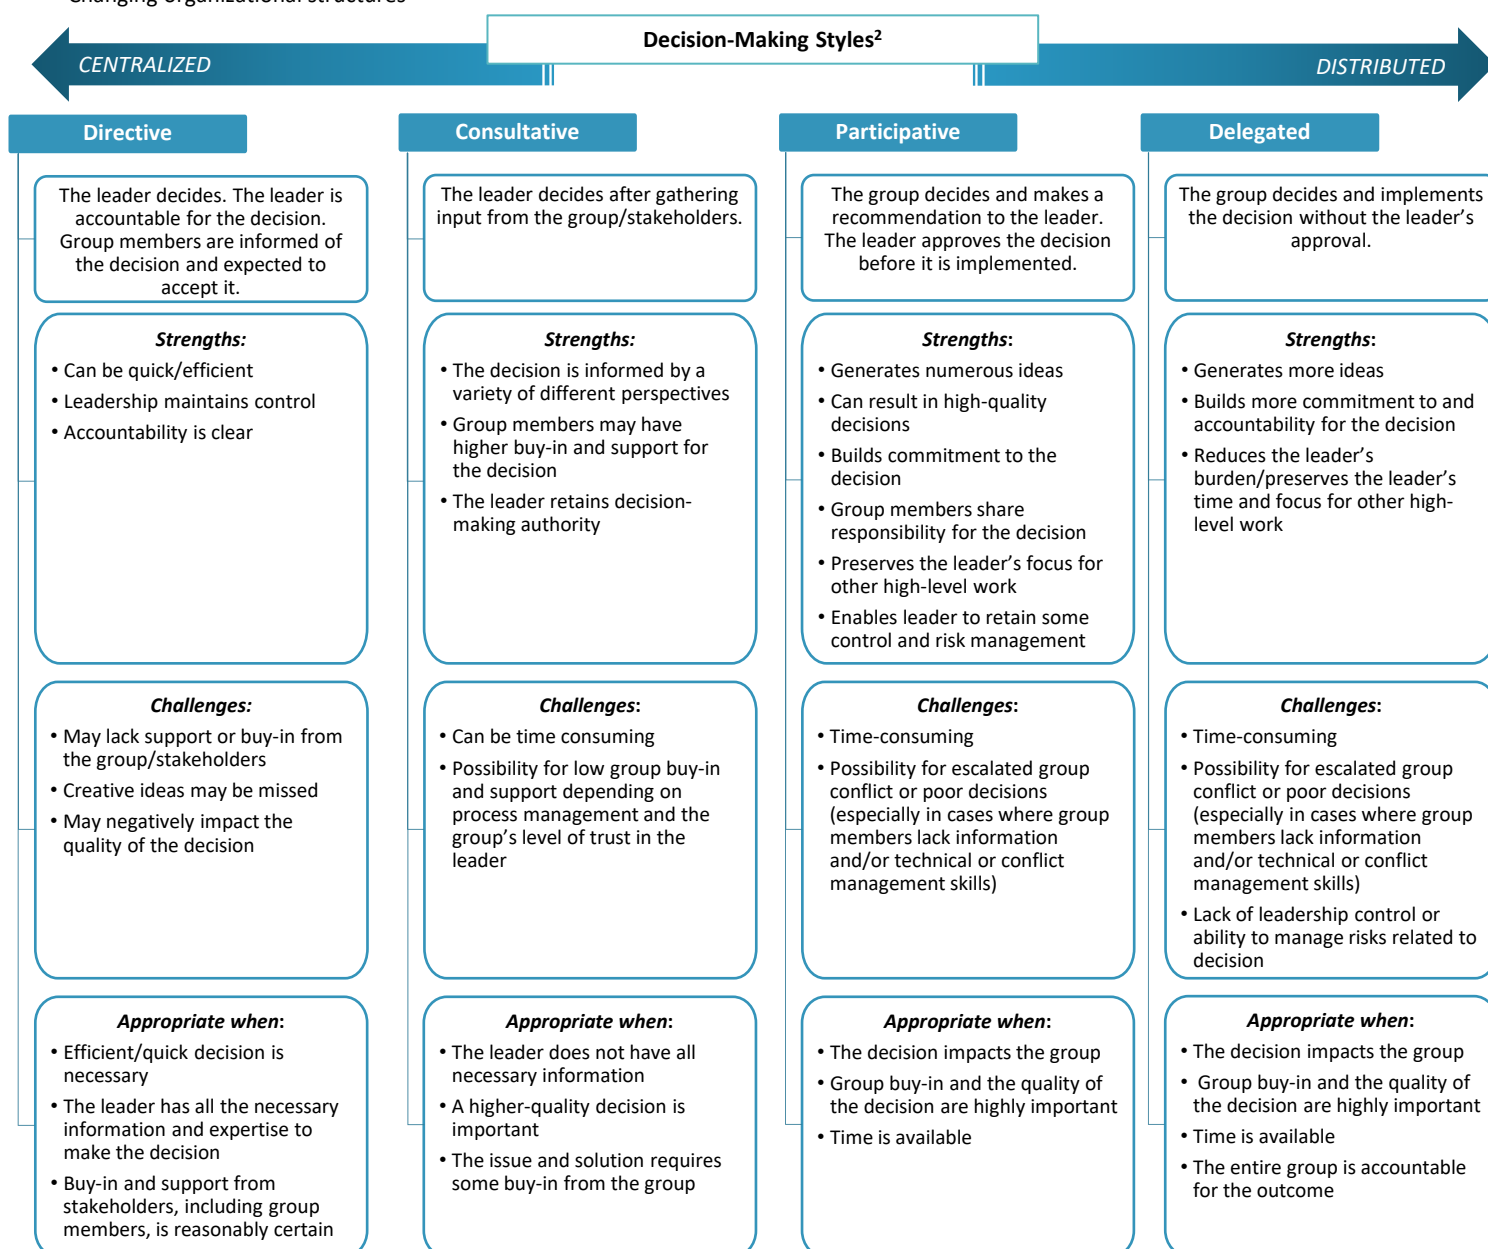 Changing organizational structures
Decision-Making Styles2
CENTRALIZED
DISTRIBUTED
Directive
The leader decides. The leader is
accountable for the decision.
Group members are informed of
the decision and expected to
accept it.
Strengths:
• Can be quick/efficient
• Leadership maintains control
• Accountability is clear
Challenges:
• May lack support or buy-in from
the group/stakeholders
• Creative ideas may be missed
• May negatively impact the
quality of the decision
Appropriate when:
• Efficient/quick decision is
necessary
• The leader has all the necessary
information and expertise to
make the decision
• Buy-in and support from
stakeholders, including group
members, is reasonably certain
Consultative
The leader decides after gathering
input from the group/stakeholders.
Strengths:
• The decision is informed by a
variety of different perspectives
• Group members may have
higher buy-in and support for
the decision
• The leader retains decision-
making authority
Challenges:
• Can be time consuming
• Possibility for low group buy-in
and support depending on
process management and the
group's level of trust in the
leader
Appropriate when:
• The leader does not have all
necessary information
• A higher-quality decision is
important
• The issue and solution requires
some buy-in from the group
Participative
The group decides and makes a
recommendation to the leader.
The leader approves the decision
before it is implemented.
Strengths:
• Generates numerous ideas
• Can result in high-quality
decisions
• Builds commitment to the
decision
• Group members share
responsibility for the decision
• Preserves the leader's focus for
other high-level work
• Enables leader to retain some
control and risk management
Challenges:
• Time-consuming
• Possibility for escalated group
conflict or poor decisions
(especially in cases where group
members lack information
and/or technical or conflict
management skills)
Appropriate when:
• The decision impacts the group
• Group buy-in and the quality of
the decision are highly important
• Time is available
Delegated
The group decides and implements
the decision without the leader's
approval.
Strengths:
• Generates more ideas
• Builds more commitment to and
accountability for the decision
• Reduces the leader's
burden/preserves the leader's
time and focus for other high-
level work
Challenges:
• Time-consuming
• Possibility for escalated group
conflict or poor decisions
(especially in cases where group
members lack information
and/or technical or conflict
management skills)
• Lack of leadership control or
ability to manage risks related to
decision
Appropriate when:
• The decision impacts the group
• Group buy-in and the quality of
the decision are highly important
• Time is available
• The entire group is accountable
for the outcome